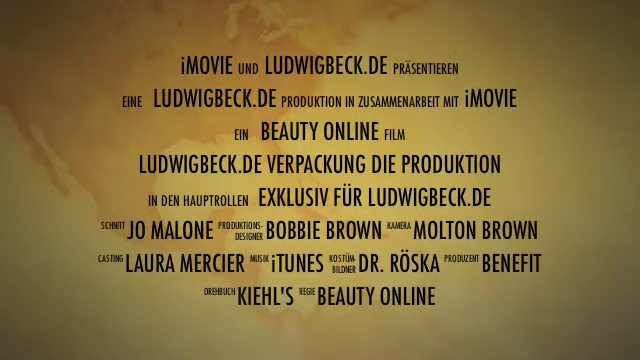 iMOVIE UND LUDWIGBECK.DE PRÄSENTIEREN
EINE LUDWIGBECK.DE PRODUKTION IN ZUSAMMENARBEIT MIT iMOVIE
EIN BEAUTY ONLINE FILM
LUDWIGBECK.DE VERPACKUNG DIE PRODUKTION
IN DEN HAUPTROLLEN EXKLUSIV FÜR LUDWIGBECK.DE
SCHNITT JO MALONE PRODUKTIONS-DESIGNER BOBBIE BROWN KAMERA MOLTON BROWN
CASTING LAURA MERCIER MUSIK iTUNES KOSTÜM-BILDNER DR. RÖSKA PRODUZENT BENEFIT
DREHBUCH KIEHL'S REGIE BEAUTY ONLINE